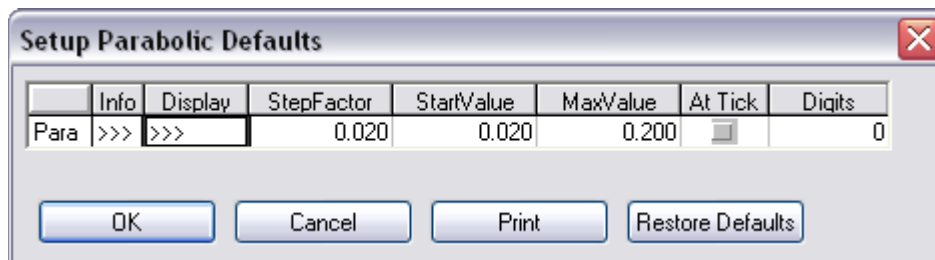 Setup Parabolic Defaults
Info Display StepFactor StartValue MaxValue At Tick Digits
Para >>> >>> 0.020 0.020 0.200 0
OK Cancel Print Restore Defaults